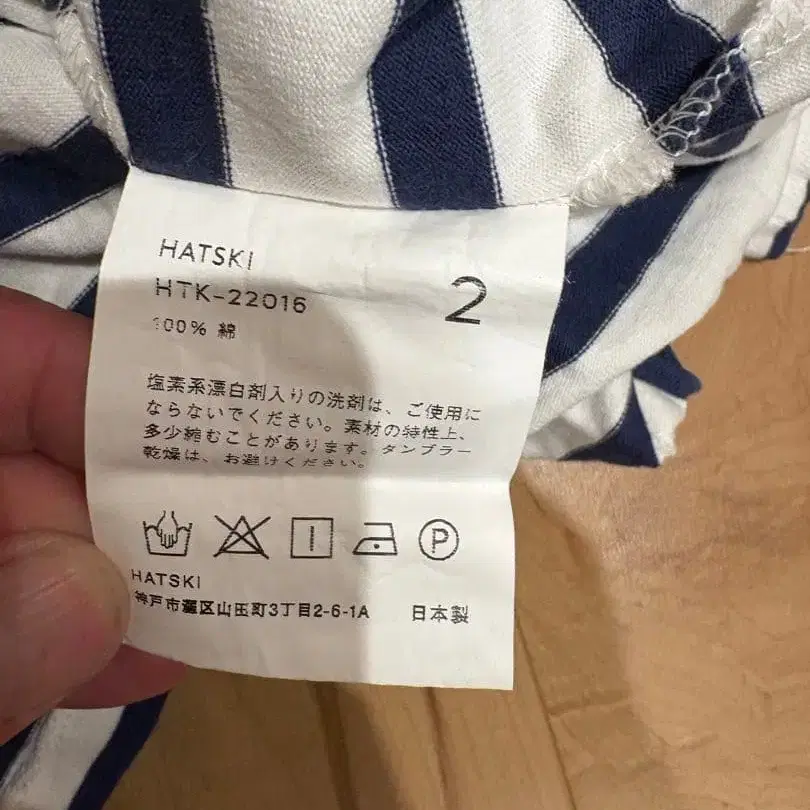 HATSKI
HTK-22016
2
100% 綿
塩素系漂白剤入りの洗剤は、ご使用に
ならないでください。素材の特性上、
多少縮むことがあります。タンブラー
乾燥は、お避けください。
P
HATSKI
神戸市灘区山田町3丁目2-6-1A 日本製